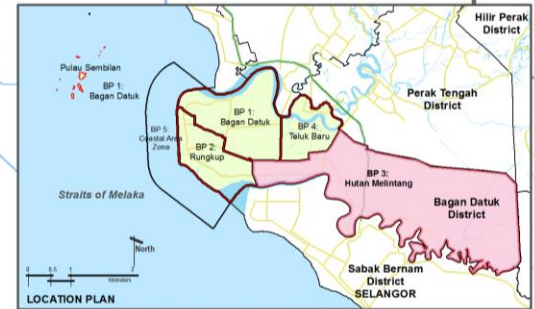 Hilir Perak
District
Pulau Sembilan
BP 1:
Bagan Datuk
Perak Tengah
District
BP 1:
Bagan Datuk
BP 4:
Teluk Baru
BP 5:
Coastal Area
Zone
BP 2:
Rungkup
BP 3:
Hutan Melintang
Straits of Melaka
Bagan Datuk
District
North
0 0.5 1 2
Kilometers
Sabak Bernam
District
SELANGOR
LOCATION PLAN